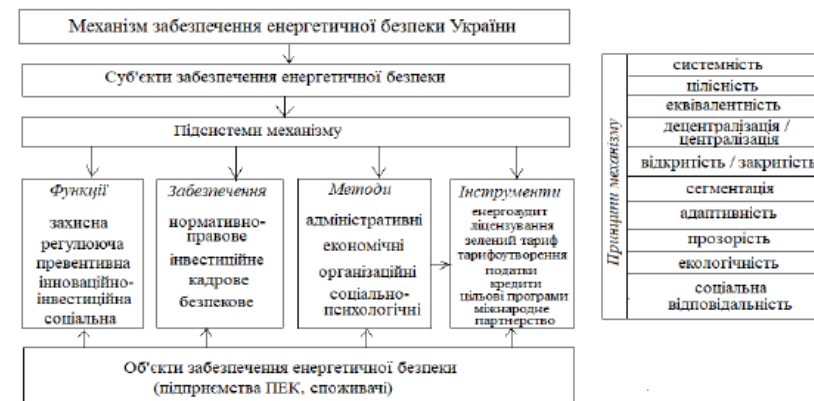 Механізм забезпечення енергетичної безпеки України
Суб'єкти забезпечення енергетичної безпеки
Підсистеми механізму
Функції
захисна
регулююча
превентивна
інноваційно-
інвестиційна
соціальна
Забезпечення
нормативно-
правове
інвестиційне
кадрове
безпекове
Методи
адміністративні
економічні
організаційні
соціально-
психологічні
Інструменти
енергоаудит
ліцензування
зелений тариф
тарифоутворення
податки
кредити
цільові програми
міжнародне
партнерство
Об'єкти забезпечення енергетичної безпеки
(підприємства ПЕК, споживачі)
Принципи механізму
системність
цілісність
еквівалентність
децентралізація /
централізація
відкритість / закритість
сегментація
адаптивність
прозорість
екологічність
соціальна
відповідальність